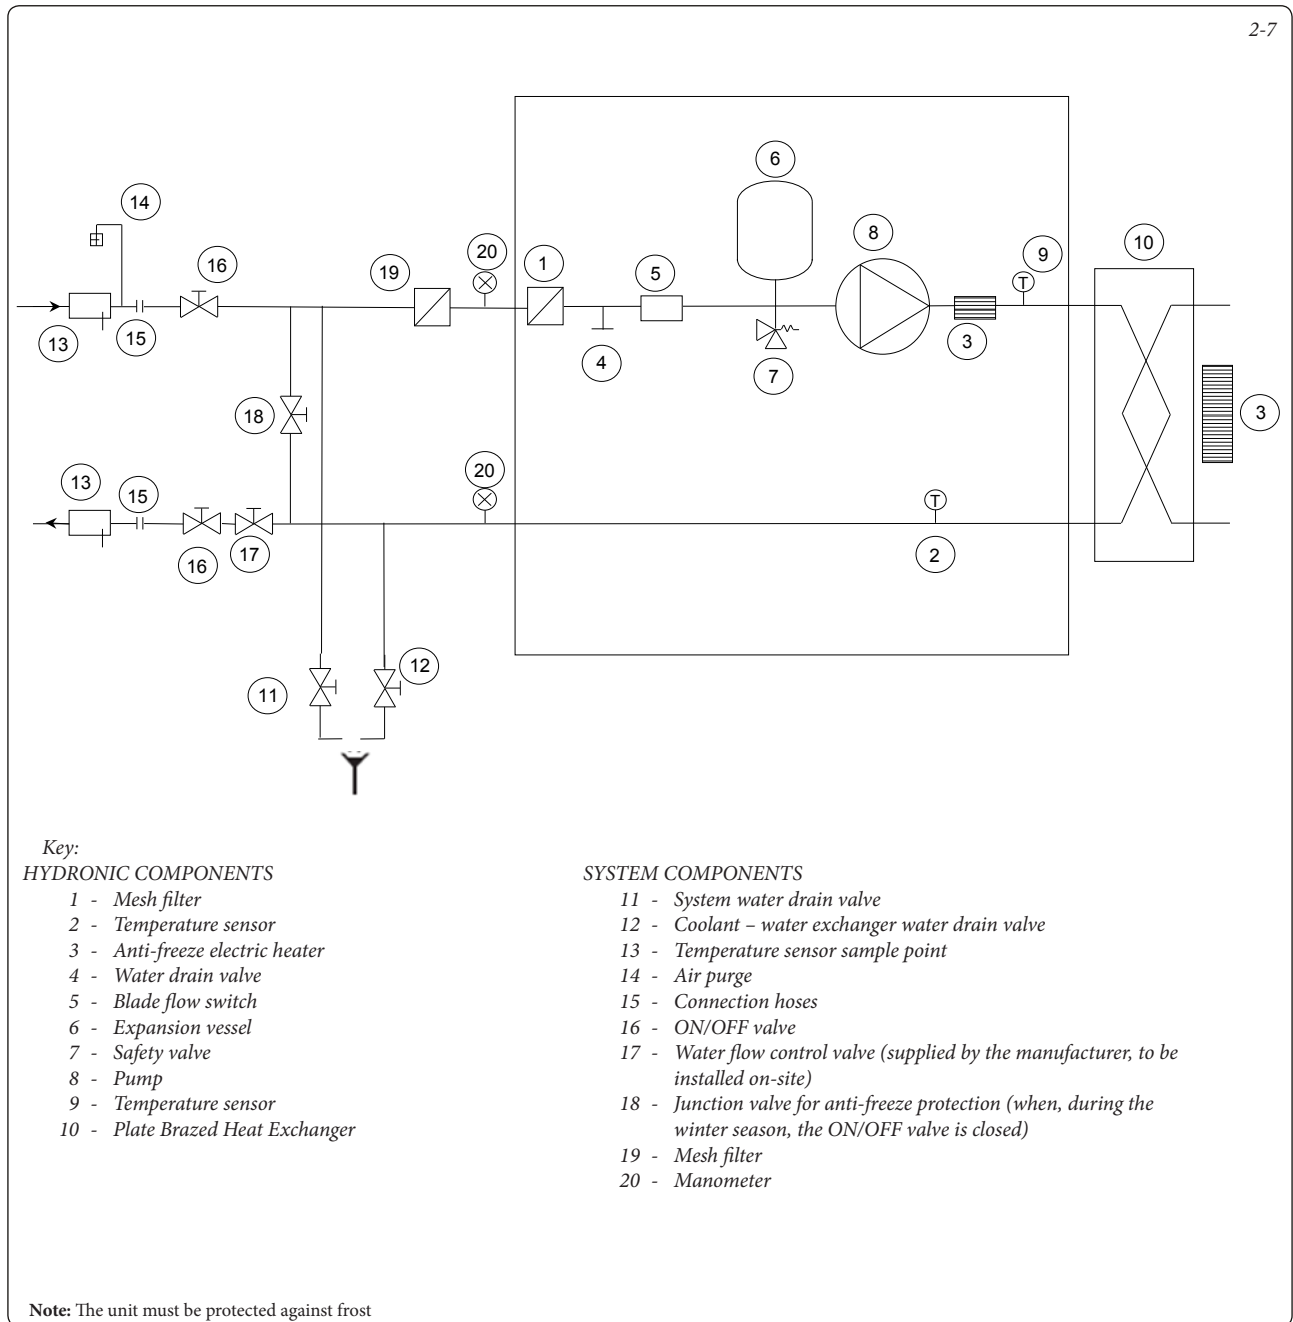 2-7
14
16
20
6
8
9
10
19
1
5
13
15
4
7
3
3
18
13
15
20
16
17
T
T
2
11
12
Key:
HYDRONIC COMPONENTS
1 - Mesh filter
2 - Temperature sensor
3 - Anti-freeze electric heater
4 - Water drain valve
5 - Blade flow switch
6 - Expansion vessel
7 - Safety valve
8 - Pump
9 - Temperature sensor
10 - Plate Brazed Heat Exchanger
SYSTEM COMPONENTS
11 - System water drain valve
12 - Coolant – water exchanger water drain valve
13 - Temperature sensor sample point
14 - Air purge
15 - Connection hoses
16 - ON/OFF valve
17 - Water flow control valve (supplied by the manufacturer, to be
installed on-site)
18 - Junction valve for anti-freeze protection (when, during the
winter season, the ON/OFF valve is closed)
19 - Mesh filter
20 - Manometer
Note: The unit must be protected against frost